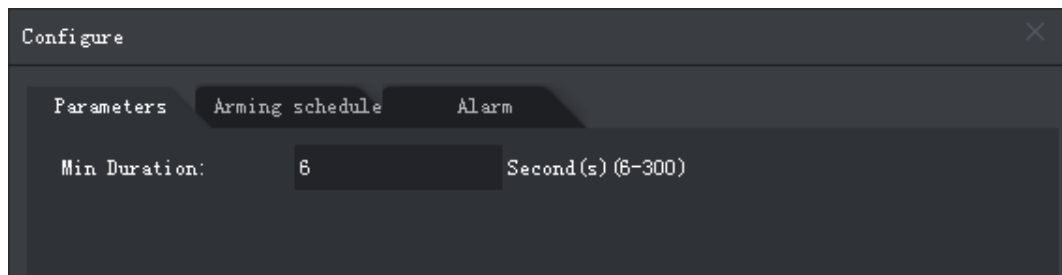 Configure
Parameters Arming schedule Alarm
Min Duration: 6 Second(s)(6-300)